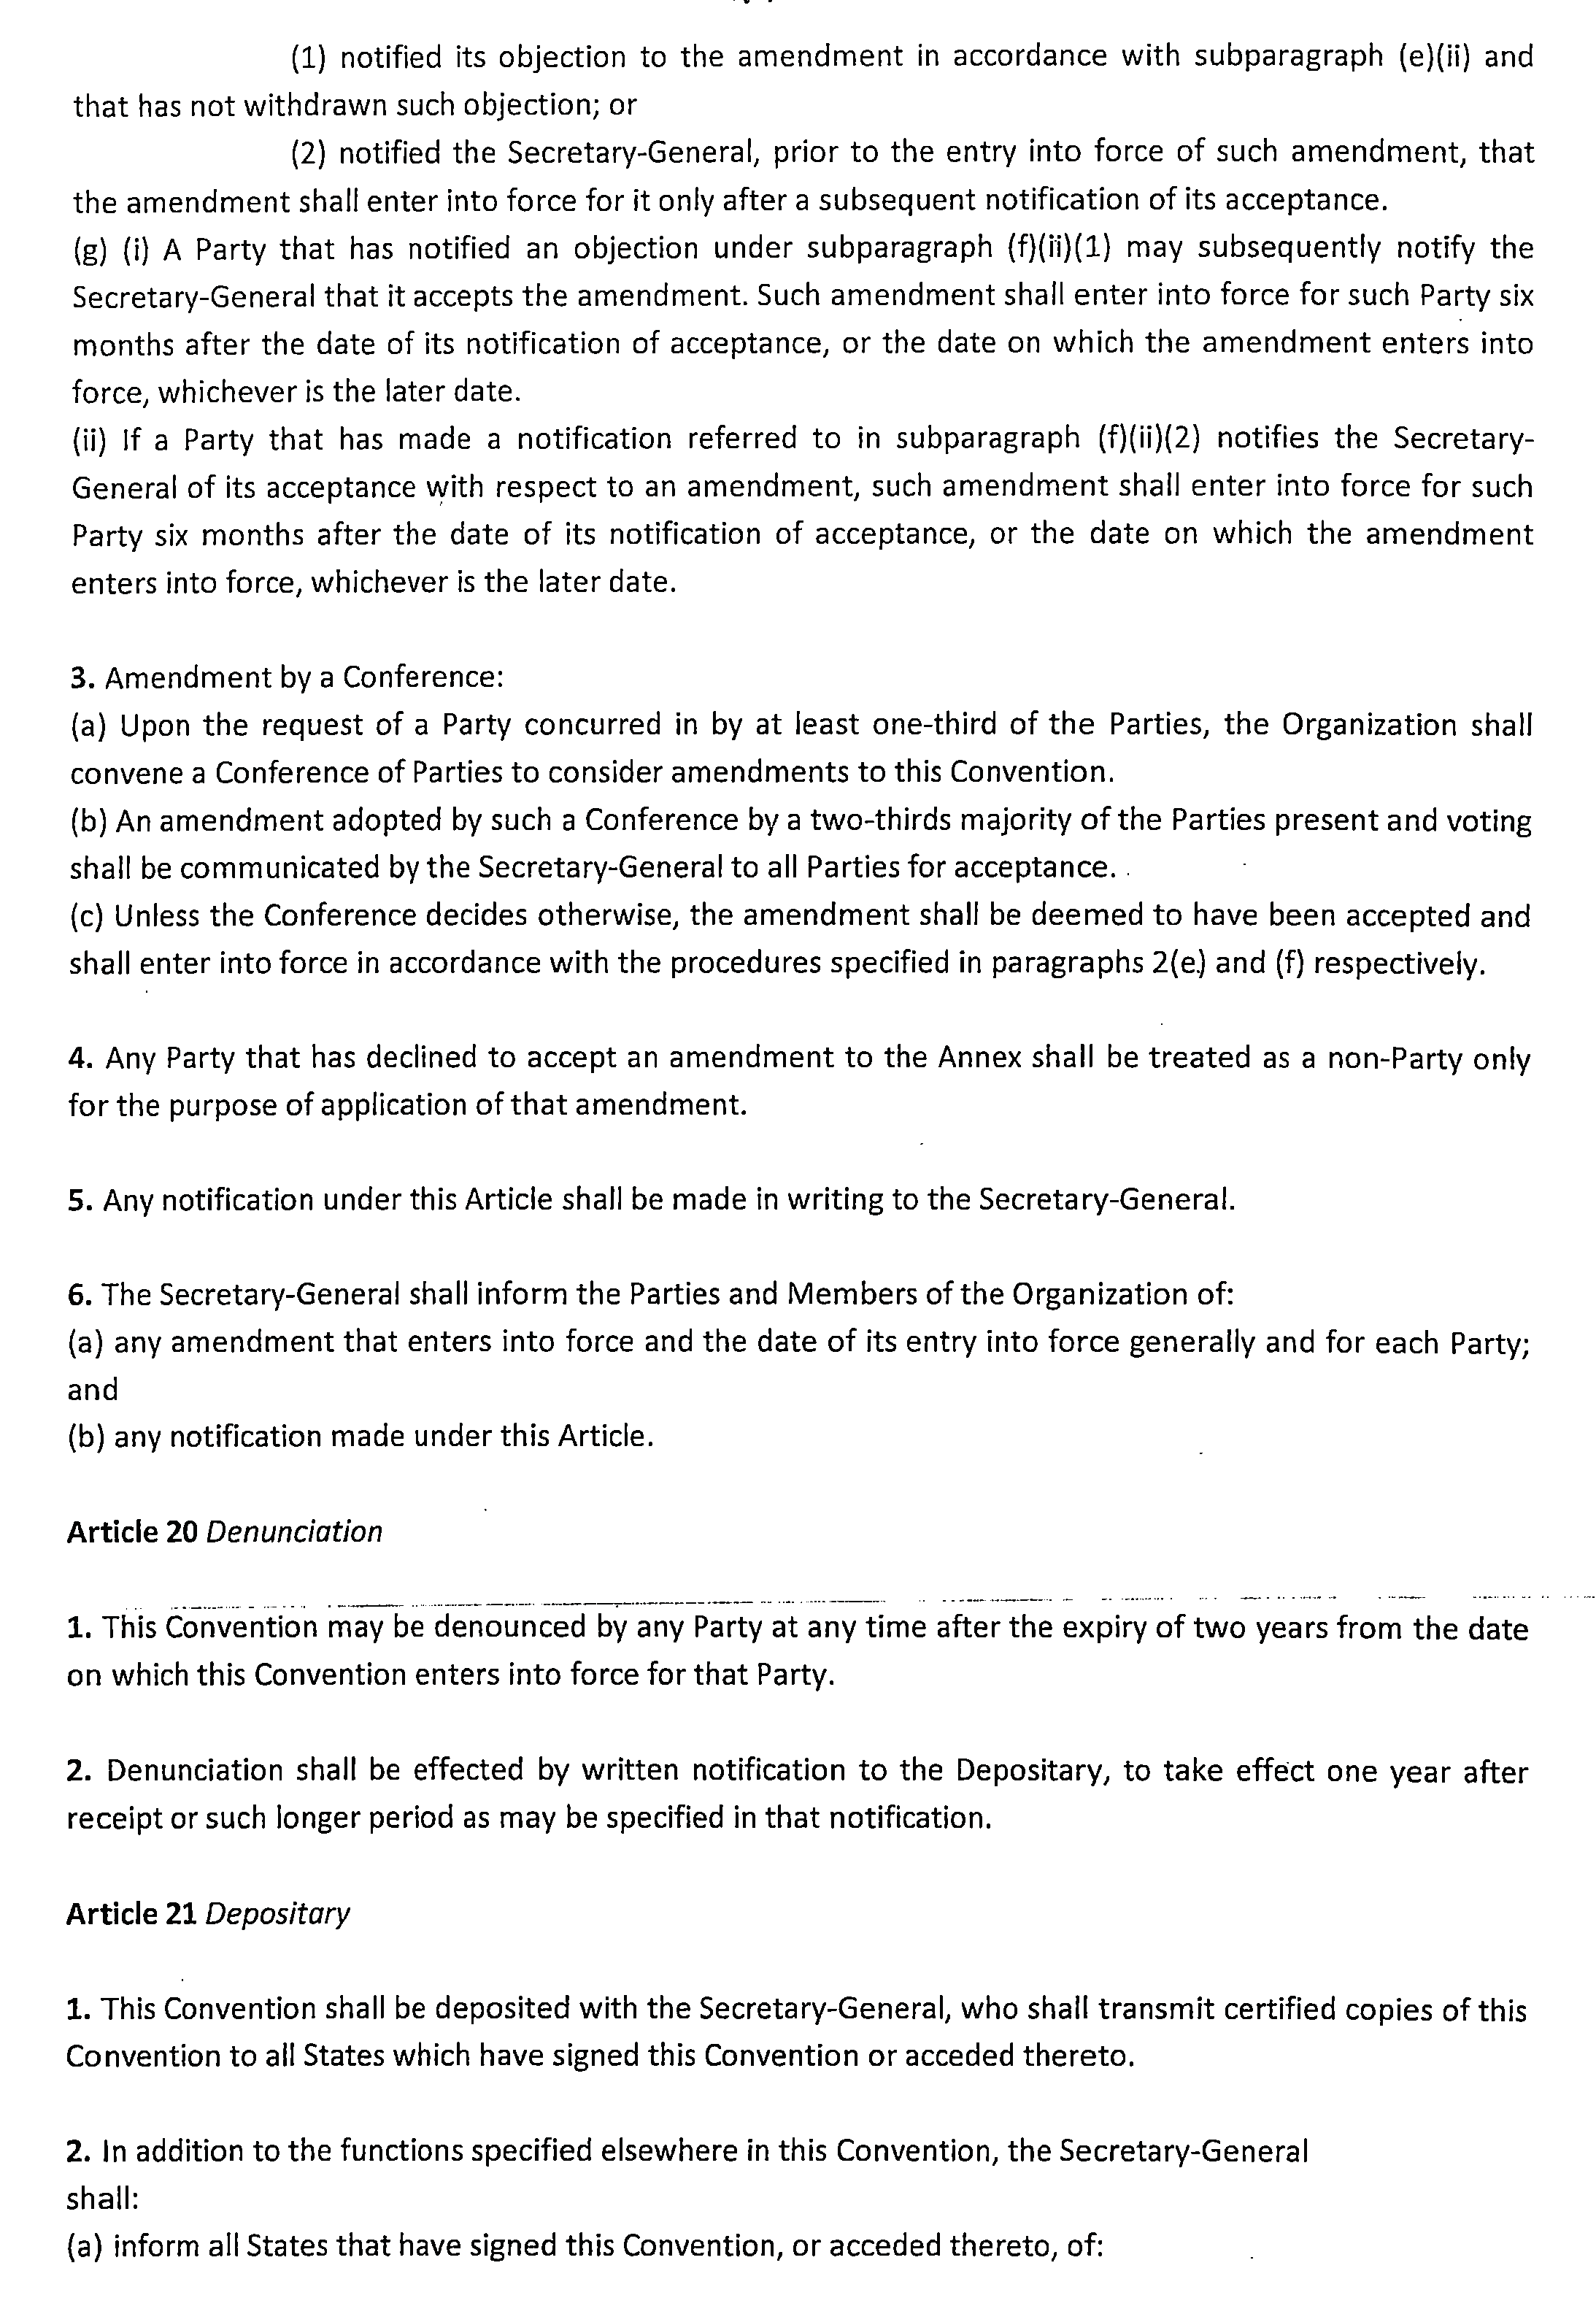 (1) notified its objection to the amendment in accordance with subparagraph (e)(ii) and
that has not withdrawn such objection; or
(2) notified the Secretary-General, prior to the entry into force of such amendment, that
the amendment shall enter into force for it only after a subsequent notification of its acceptance.
(g) (i) A Party that has notified an objection under subparagraph (f)(ii)(1) may subsequently notify the
Secretary-General that it accepts the amendment. Such amendment shall enter into force for such Party six
months after the date of its notification of acceptance, or the date on which the amendment enters into
force, whichever is the later date.
(ii) If a Party that has made a notification referred to in subparagraph (f)(ii)(2) notifies the Secretary-
General of its acceptance with respect to an amendment, such amendment shall enter into force for such
Party six months after the date of its notification of acceptance, or the date on which the amendment
enters into force, whichever is the later date.
3. Amendment by a Conference:
(a) Upon the request of a Party concurred in by at least one-third of the Parties, the Organization shall
convene a Conference of Parties to consider amendments to this Convention.
(b) An amendment adopted by such a Conference by a two-thirds majority of the Parties present and voting
shall be communicated by the Secretary-General to all Parties for acceptance.
(c) Unless the Conference decides otherwise, the amendment shall be deemed to have been accepted and
shall enter into force in accordance with the procedures specified in paragraphs 2(e) and (f) respectively.
4. Any Party that has declined to accept an amendment to the Annex shall be treated as a non-Party only
for the purpose of application of that amendment.
5. Any notification under this Article shall be made in writing to the Secretary-General.
6. The Secretary-General shall inform the Parties and Members of the Organization of:
(a) any amendment that enters into force and the date of its entry into force generally and for each Party;
and
(b) any notification made under this Article.
Article 20 Denunciation
1. This Convention may be denounced by any Party at any time after the expiry of two years from the date
on which this Convention enters into force for that Party.
2. Denunciation shall be effected by written notification to the Depositary, to take effect one year after
receipt or such longer period as may be specified in that notification.
Article 21 Depositary
1. This Convention shall be deposited with the Secretary-General, who shall transmit certified copies of this
Convention to all States which have signed this Convention or acceded thereto.
2. In addition to the functions specified elsewhere in this Convention, the Secretary-General
shall:
(a) inform all States that have signed this Convention, or acceded thereto, of: